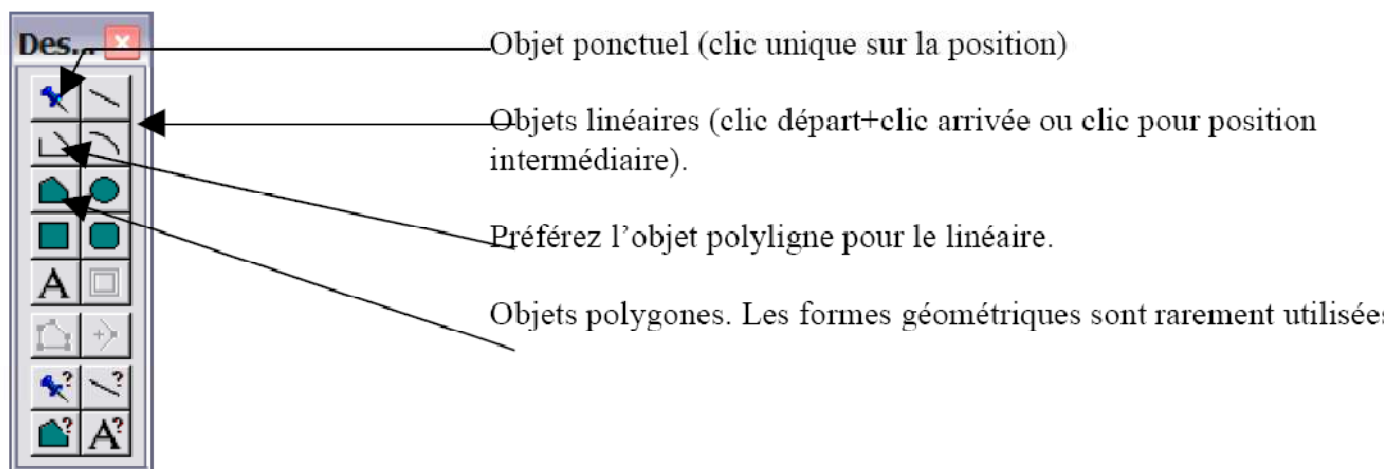 Des...
Objet ponctuel (clic unique sur la position)
Objets linéaires (clic départ+clic arrivée ou clic pour position
intermédiaire).
Préférez l’objet polyligne pour le linéaire.
A
Objets polygones. Les formes géométriques sont rarement utilisées
? ?
? A?